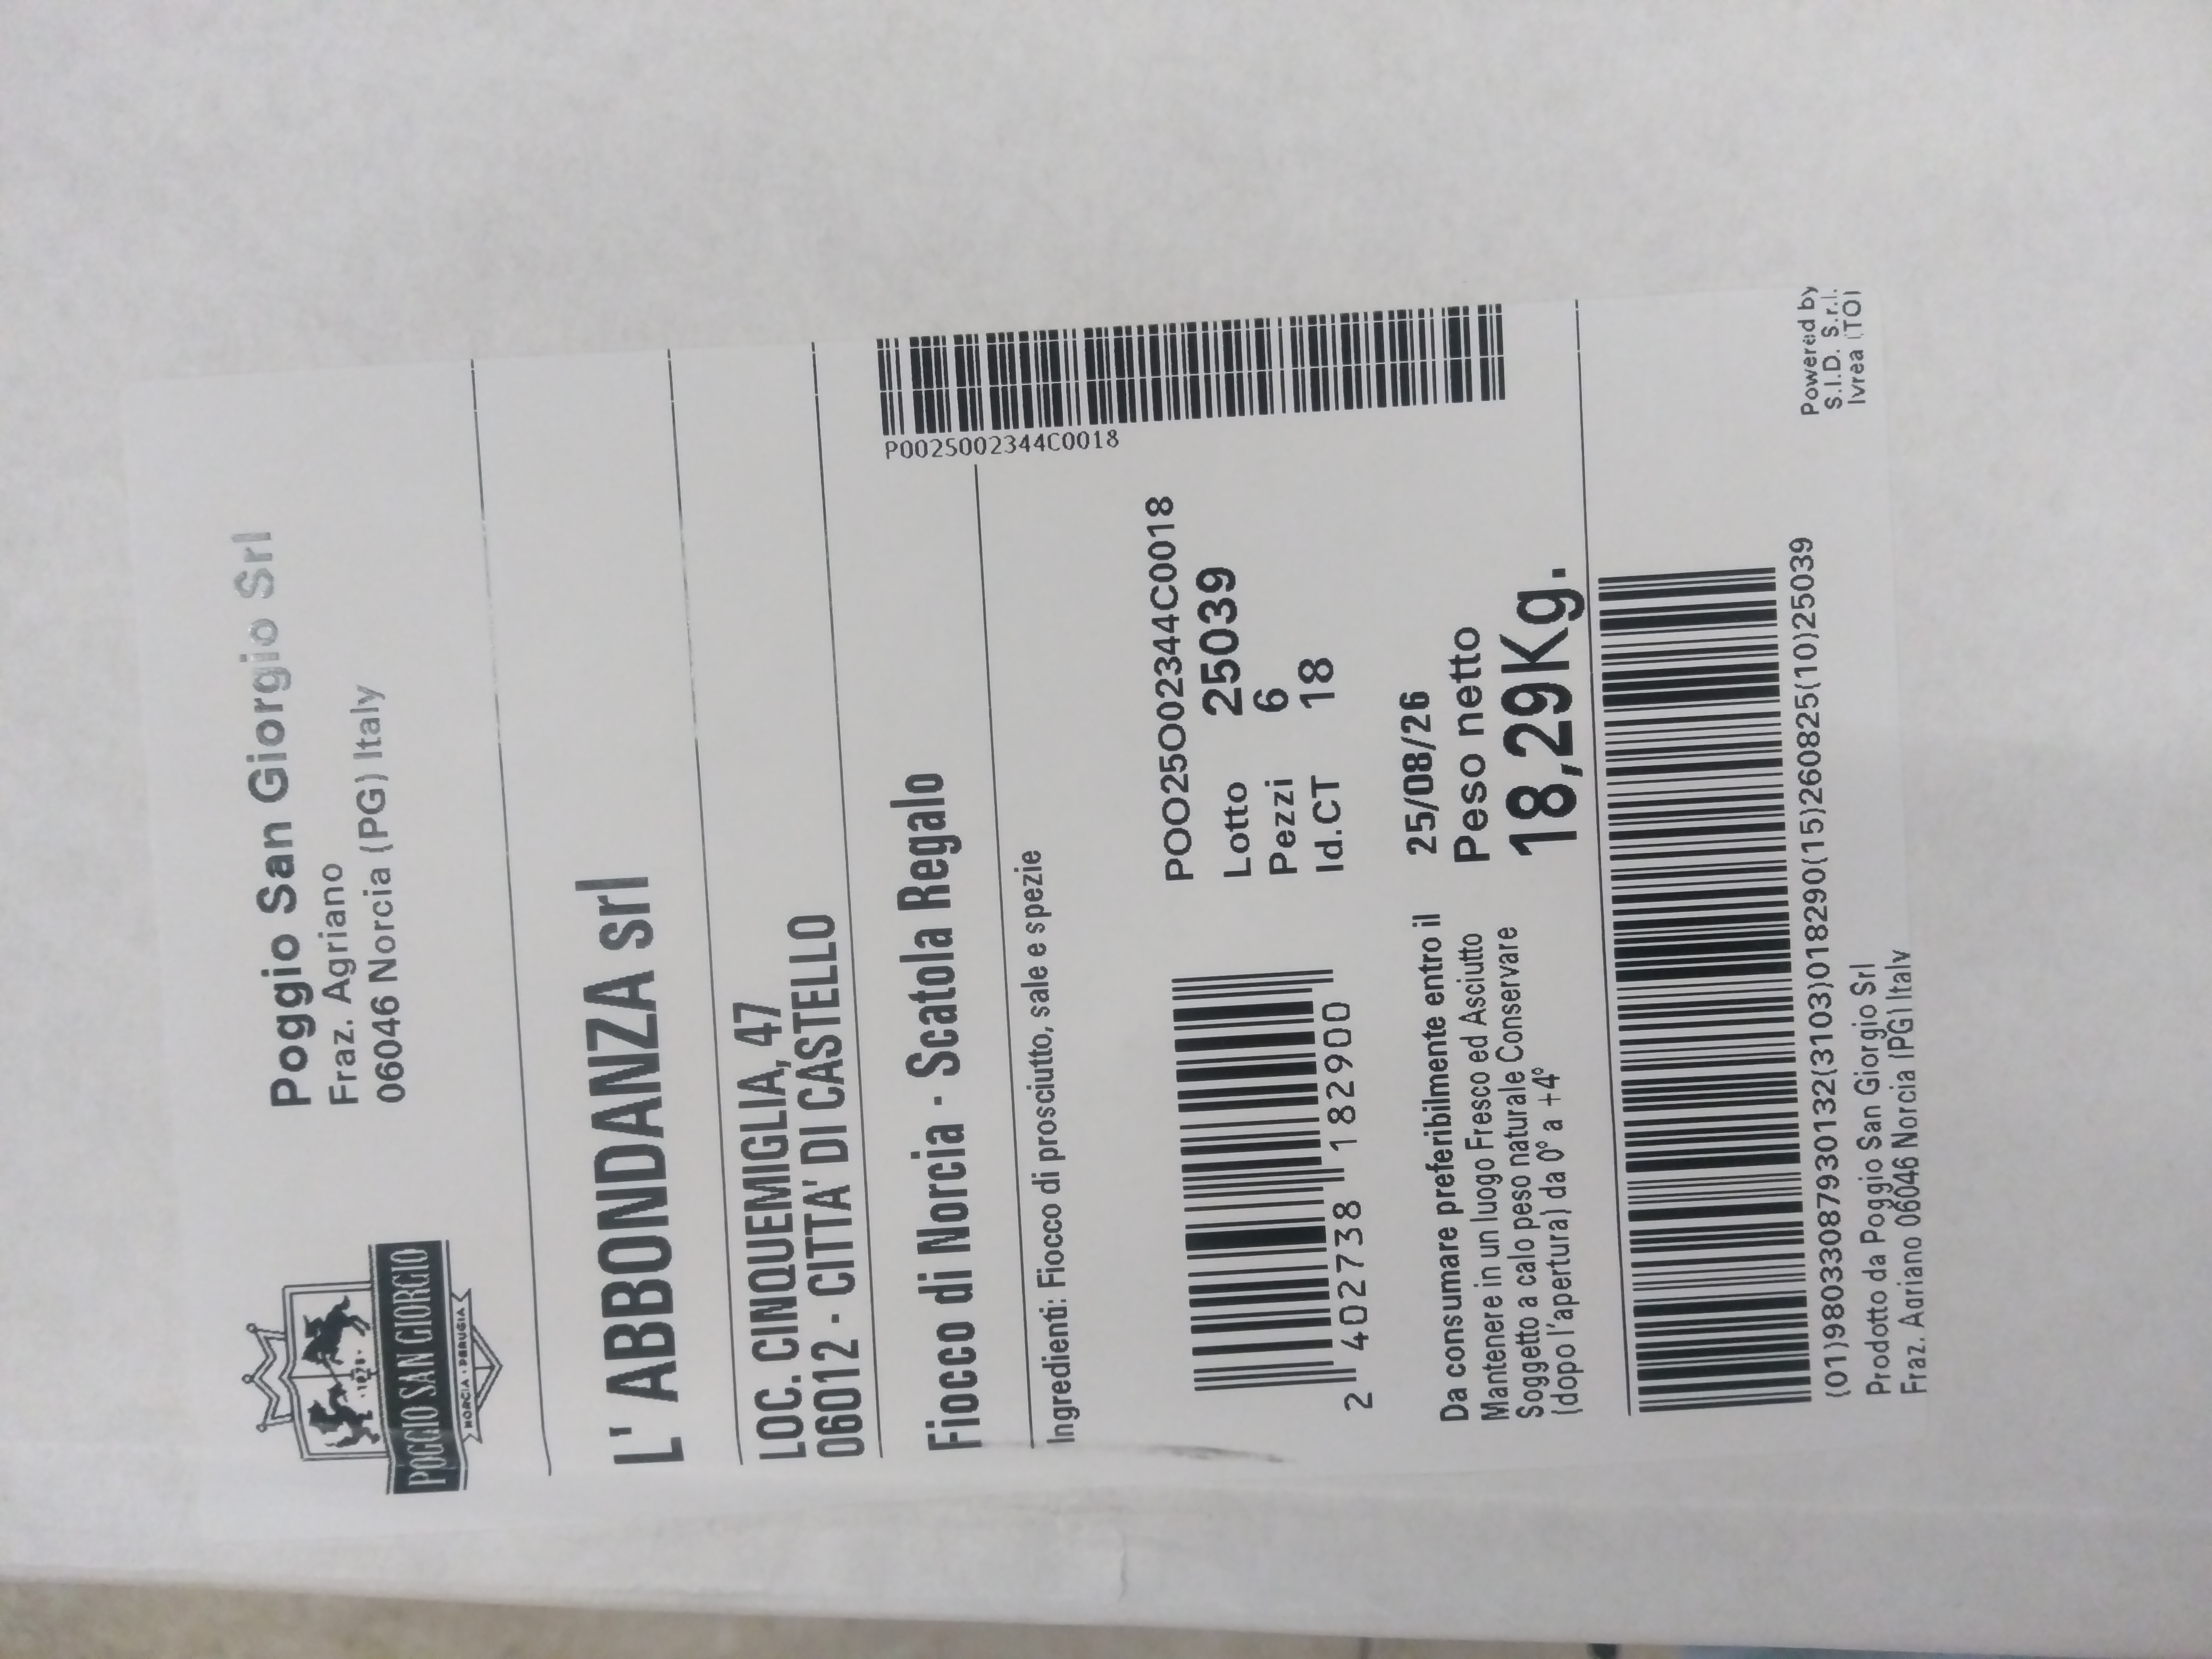 POGGIO SAN GIORGIO
NORCIA · PERUGIA
Poggio San Giorgio Srl
Fraz. Agriano
06046 Norcia (PG) Italy
L' ABBONDANZA srl
LOC. CINQUEMIGLIA, 47
06012 - CITTA' DI CASTELLO
Fiocco di Norcia - Scatola Regalo
P0025002344C0018
Ingredienti: Fiocco di prosciutto, sale e spezie
POO25O02344C0018
Lotto 25039
Pezzi 6
Id.CT 18
2 402738 182900
Da consumare preferibilmente entro il 25/08/26
Mantenere in un luogo Fresco ed Asciutto
Soggetto a calo peso naturale Conservare
(dopo l'apertura) da 0° a +4°
Peso netto
18,29Kg.
(01)98033087930132(3103)018290(15)260825(10)25039
Prodotto da Poggio San Giorgio Srl
Fraz. Agriano 06046 Norcia (PG) Italy
Powered by
S.I.D. S.r.l.
Ivrea (TO)